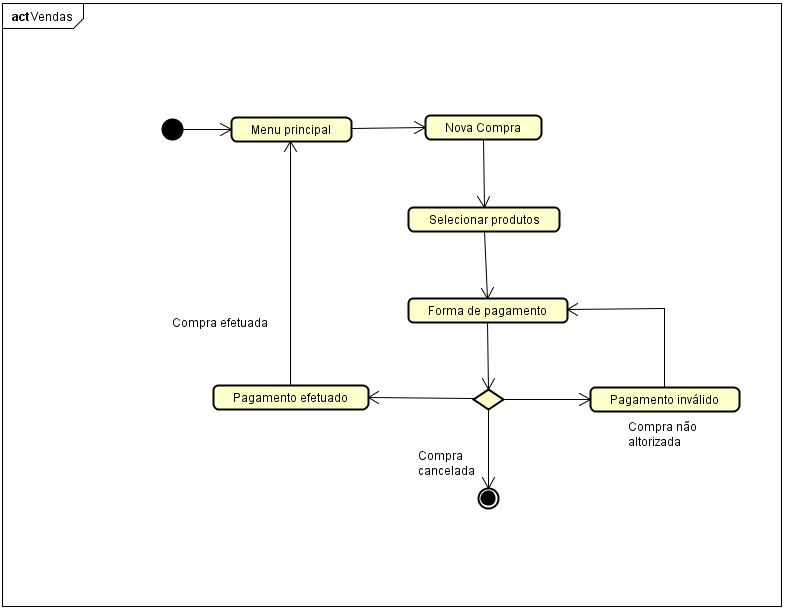 act Vendas
Menu principal
Nova Compra
Selecionar produtos
Forma de pagamento
Compra efetuada
Pagamento efetuado
Pagamento inválido
Compra não
altorizada
Compra
cancelada